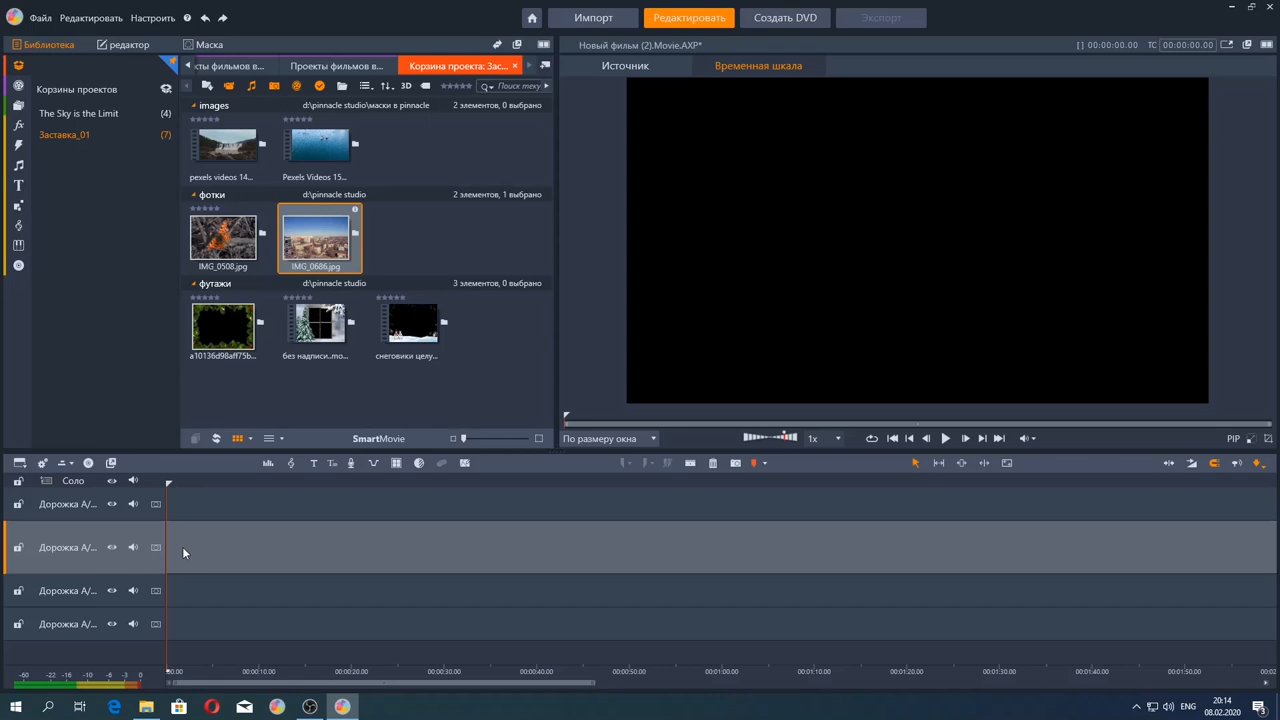 Файл Редактировать Настроить
Импорт Редактировать Создать DVD Экспорт
Библиотека редактор Маска
Новый фильм (2).Movie.AXP* [] 00:00:00.00 TC 00:00:00.00
кты фильмов в... Проекты фильмов в... Корзина проекта: Зас... ×
Источник Временная шкала
Корзины проектов
3D Поиск теку
images d:\pinnacle studio\маски в pinnacle 2 элементов, 0 выбрано
The Sky is the Limit (4)
Заставка_01 (7)
pexels videos 14... Pexels Videos 15...
фотки d:\pinnacle studio 2 элементов, 1 выбрано
IMG_0508.jpg IMG_0686.jpg
футажи d:\pinnacle studio 3 элементов, 0 выбрано
a10136d98aff75b... без надписи..mo... снеговики целу...
SmartMovie
По размеру окна 1x PIP
Соло
Дорожка А/...
Дорожка А/...
Дорожка А/...
Дорожка А/...
:00.00 00:00:10.00 00:00:20.00 00:00:30.00 00:00:40.00 00:00:50.00 00:01:00.00 00:01:10.00 00:01:20.00 00:01:30.00 00:01:40.00 00:01:50.00 00:02
-60 -22 -16 -10 -6 -3 0
ENG 20:14
08.02.2020 3